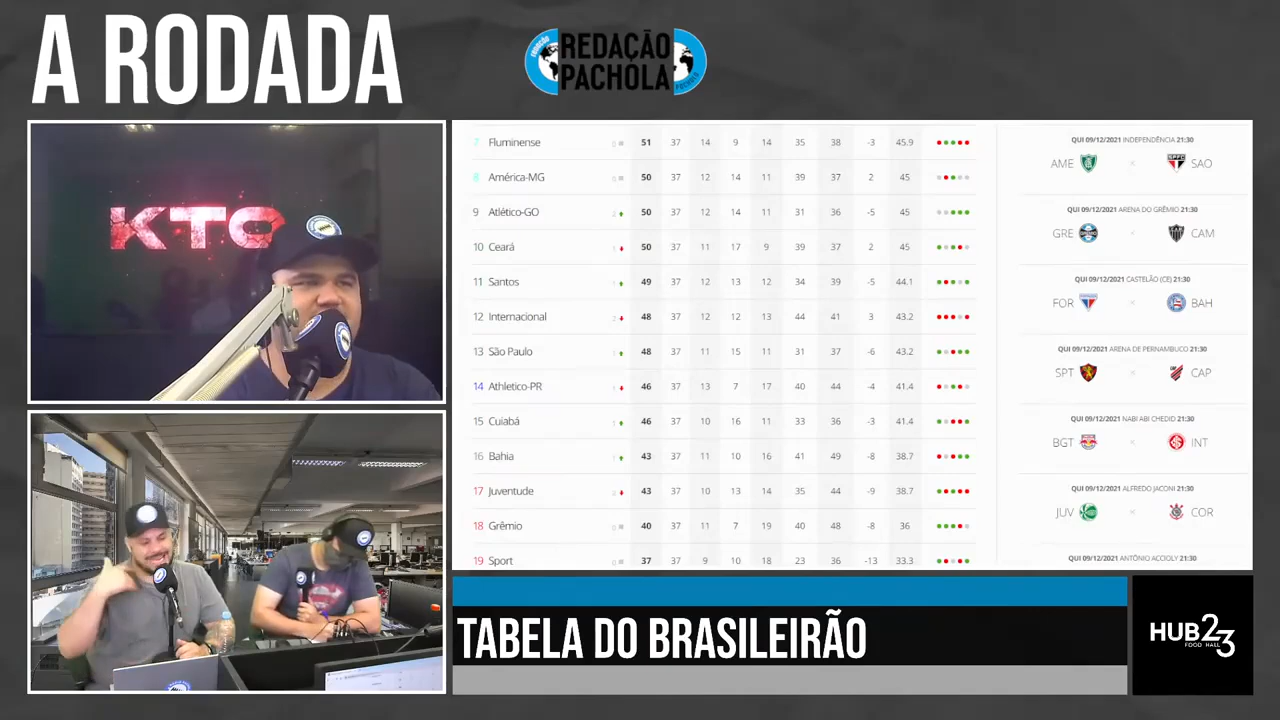 A RODADA
REDAÇÃO
PACHOLA
KTO
7 Fluminense 51 37 14 9 14 35 38 -3 45.9
8 América-MG 50 37 12 14 11 39 37 2 45
9 Atlético-GO 50 37 12 14 11 31 36 -5 45
10 Ceará 50 37 11 17 9 39 37 2 45
11 Santos 49 37 12 13 12 34 39 -5 44.1
12 Internacional 48 37 12 12 13 44 41 3 43.2
13 São Paulo 48 37 11 15 11 31 37 -6 43.2
14 Athletico-PR 46 37 13 7 17 40 44 -4 41.4
15 Cuiabá 46 37 10 16 11 33 36 -3 41.4
16 Bahia 43 37 11 10 16 41 49 -8 38.7
17 Juventude 43 37 10 13 14 35 44 -9 38.7
18 Grêmio 40 37 11 7 19 40 48 -8 36
19 Sport 37 37 9 10 18 23 36 -13 33.3
QUI 09/12/2021 INDEPENDÊNCIA 21:30
AME × SAO
QUI 09/12/2021 ARENA DO GRÊMIO 21:30
GRE × CAM
QUI 09/12/2021 CASTELÃO (CE) 21:30
FOR × BAH
QUI 09/12/2021 ARENA DE PERNAMBUCO 21:30
SPT × CAP
QUI 09/12/2021 NABI ABI CHEDID 21:30
BGT × INT
QUI 09/12/2021 ALFREDO JACONI 21:30
JUV × COR
QUI 09/12/2021 ANTÔNIO ACCIOLY 21:30
TABELA DO BRASILEIRÃO
HUB23
FOOD HALL